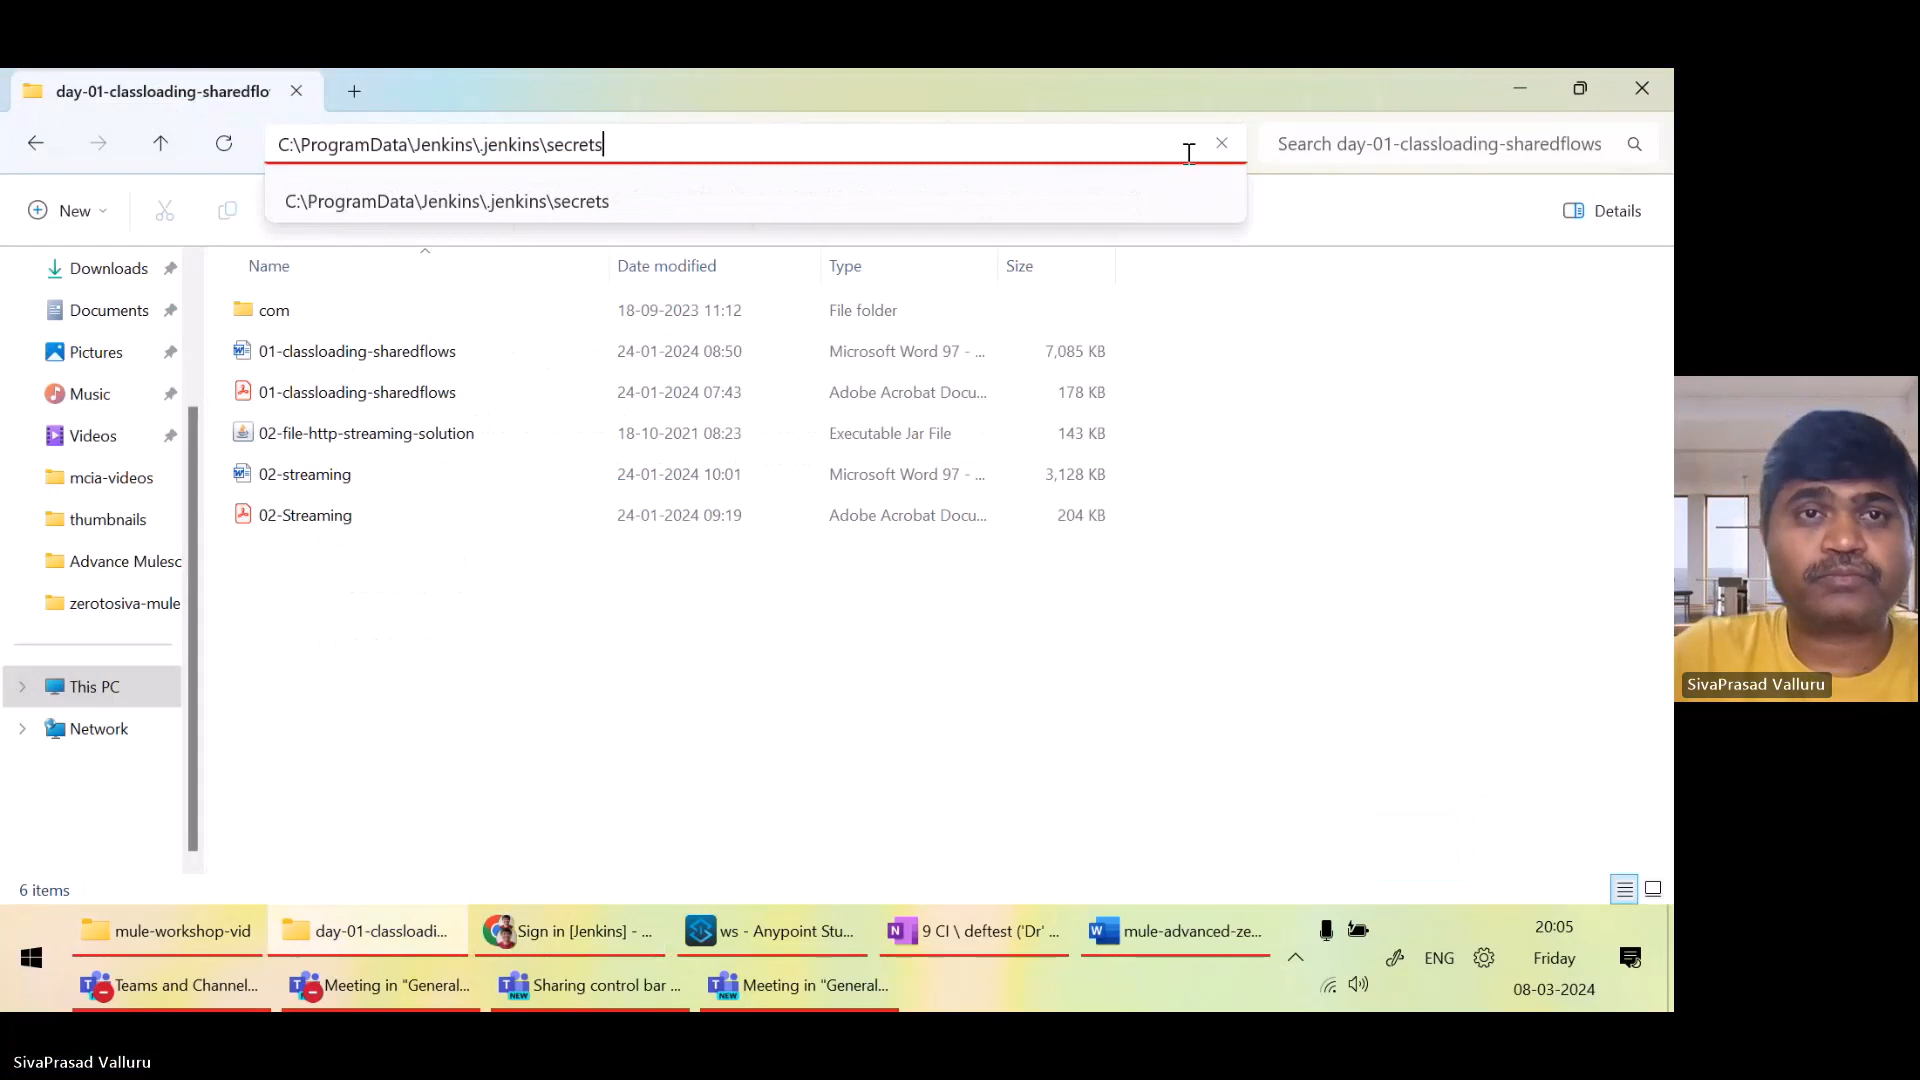 day-01-classloading-sharedflo
C:\ProgramData\Jenkins\.jenkins\secrets
Search day-01-classloading-sharedflows
C:\ProgramData\Jenkins\.jenkins\secrets
New
Details
Name Date modified Type Size
Downloads
Documents
Pictures
Music
Videos
mcia-videos
thumbnails
Advance Mulesc
zerotosiva-mule
This PC
Network
com 18-09-2023 11:12 File folder
01-classloading-sharedflows 24-01-2024 08:50 Microsoft Word 97 - ... 7,085 KB
01-classloading-sharedflows 24-01-2024 07:43 Adobe Acrobat Docu... 178 KB
02-file-http-streaming-solution 18-10-2021 08:23 Executable Jar File 143 KB
02-streaming 24-01-2024 10:01 Microsoft Word 97 - ... 3,128 KB
02-Streaming 24-01-2024 09:19 Adobe Acrobat Docu... 204 KB
SivaPrasad Valluru
6 items
mule-workshop-vid
day-01-classloadi...
Sign in [Jenkins] - ...
ws - Anypoint Stu...
9 CI \ deftest ('Dr' ...
mule-advanced-ze...
Teams and Channel...
Meeting in "General...
Sharing control bar ...
Meeting in "General...
NEW
NEW
ENG
20:05
Friday
08-03-2024
SivaPrasad Valluru